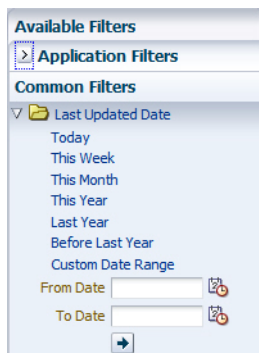 Available Filters
Application Filters
Common Filters
Last Updated Date
Today
This Week
This Month
This Year
Last Year
Before Last Year
Custom Date Range
From Date
To Date